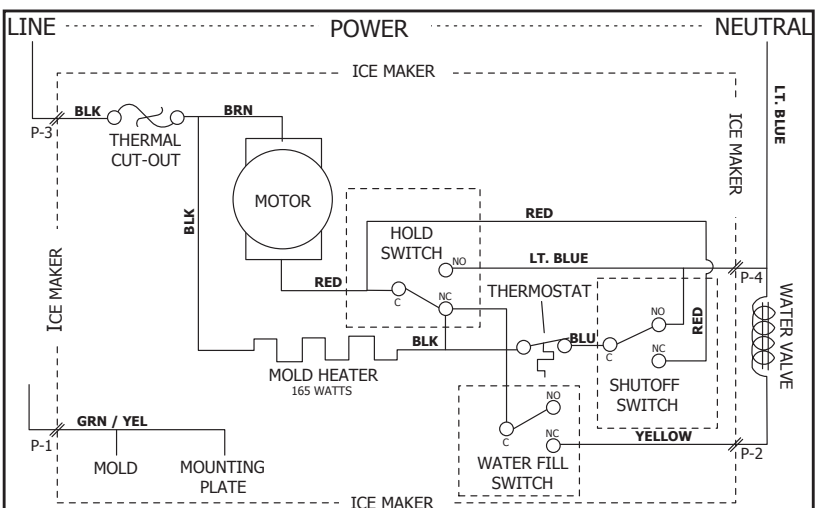 LINE POWER NEUTRAL
ICE MAKER
BLK
BRN
P-3
THERMAL
CUT-OUT
LT. BLUE
ICE MAKER
BLK
MOTOR
RED
HOLD
SWITCH
NO
LT. BLUE
RED
C
NC
P-4
ICE MAKER
THERMOSTAT
BLK
BLU
NO
C
NC
RED
WATER VALVE
MOLD HEATER
165 WATTS
SHUTOFF
SWITCH
NO
C
NC
WATER FILL
SWITCH
YELLOW
P-2
GRN / YEL
P-1
MOLD
MOUNTING
PLATE
ICE MAKER